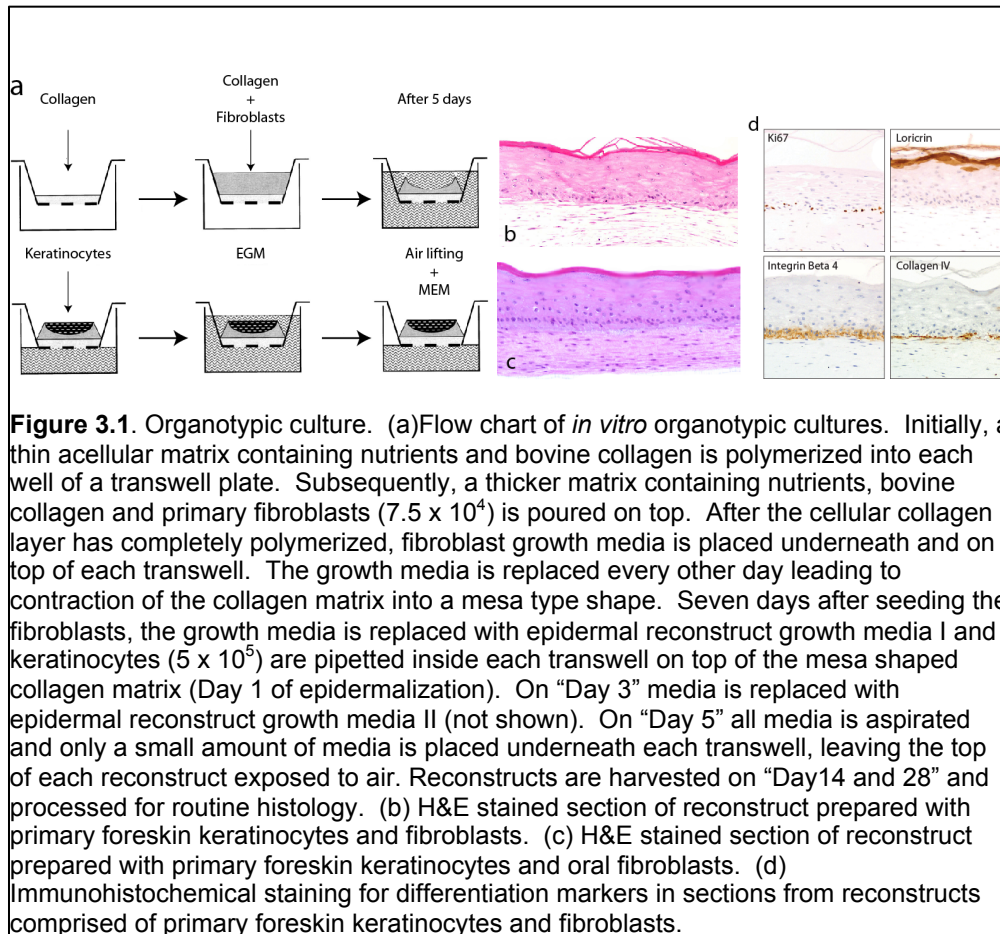 a
Collagen
Collagen
+
Fibroblasts
After 5 days
Keratinocytes
EGM
Air lifting
+
MEM
b
c
d
Ki67
Loricrin
Integrin Beta 4
Collagen IV
Figure 3.1. Organotypic culture. (a)Flow chart of in vitro organotypic cultures. Initially, a
thin acellular matrix containing nutrients and bovine collagen is polymerized into each
well of a transwell plate. Subsequently, a thicker matrix containing nutrients, bovine
collagen and primary fibroblasts (7.5 x 10⁴) is poured on top. After the cellular collagen
layer has completely polymerized, fibroblast growth media is placed underneath and on
top of each transwell. The growth media is replaced every other day leading to
contraction of the collagen matrix into a mesa type shape. Seven days after seeding the
fibroblasts, the growth media is replaced with epidermal reconstruct growth media I and
keratinocytes (5 x 10⁵) are pipetted inside each transwell on top of the mesa shaped
collagen matrix (Day 1 of epidermalization). On “Day 3” media is replaced with
epidermal reconstruct growth media II (not shown). On “Day 5” all media is aspirated
and only a small amount of media is placed underneath each transwell, leaving the top
of each reconstruct exposed to air. Reconstructs are harvested on “Day14 and 28” and
processed for routine histology. (b) H&E stained section of reconstruct prepared with
primary foreskin keratinocytes and fibroblasts. (c) H&E stained section of reconstruct
prepared with primary foreskin keratinocytes and oral fibroblasts. (d)
Immunohistochemical staining for differentiation markers in sections from reconstructs
comprised of primary foreskin keratinocytes and fibroblasts.